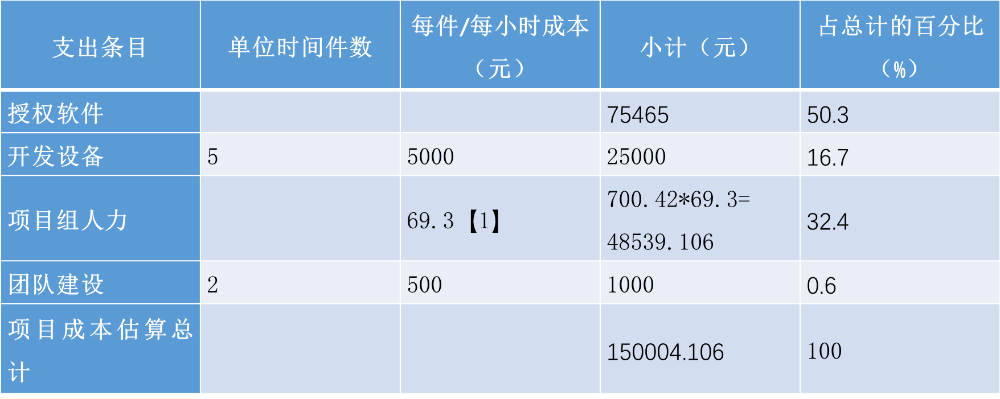 支出条目 单位时间件数 每件/每小时成本（元） 小计（元） 占总计的百分比（%）
授权软件 75465 50.3
开发设备 5 5000 25000 16.7
项目组人力 69.3【1】 700.42*69.3=48539.106 32.4
团队建设 2 500 1000 0.6
项目成本估算总计 150004.106 100